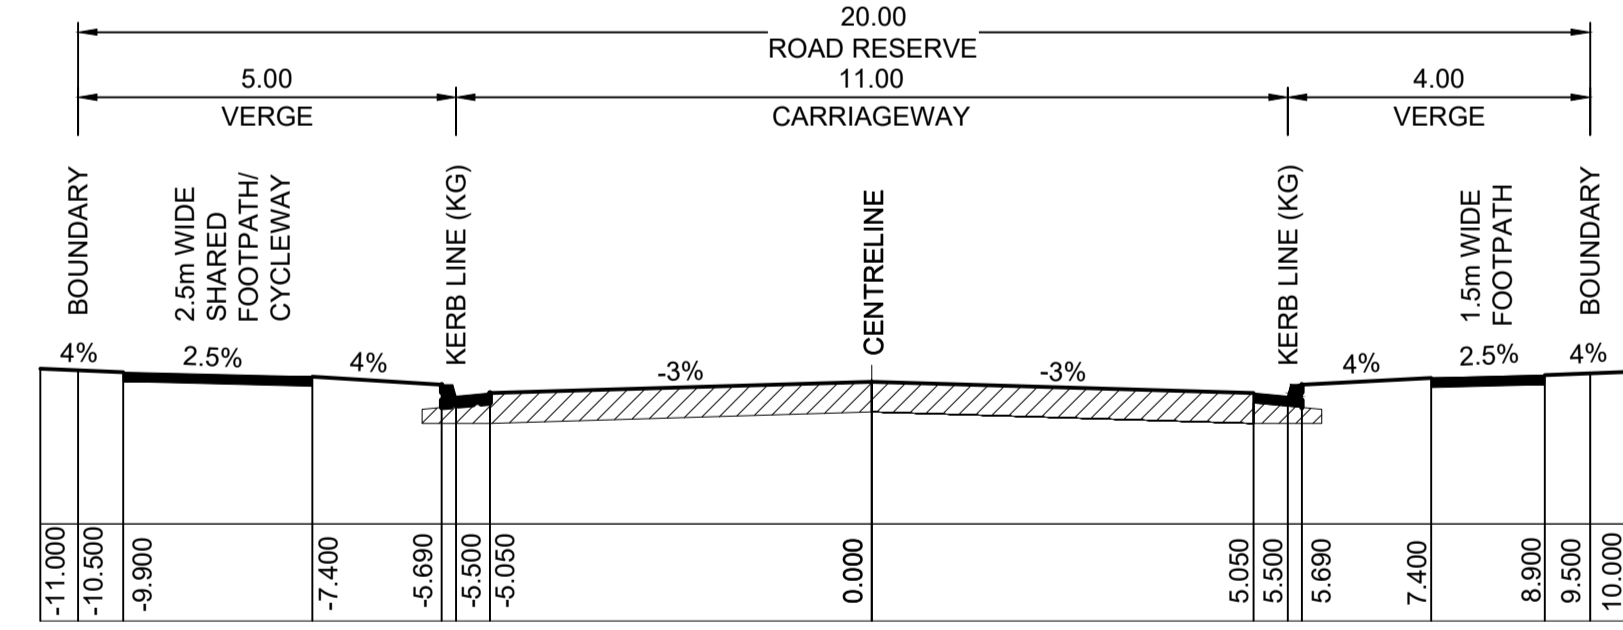 20.00
ROAD RESERVE
5.00
11.00
4.00
VERGE
CARRIAGEWAY
VERGE
BOUNDARY
2.5m WIDE
SHARED
FOOTPATH/
CYCLEWAY
KERB LINE (KG)
CENTRELINE
KERB LINE (KG)
1.5m WIDE
FOOTPATH
BOUNDARY
4%
2.5%
4%
-3%
-3%
4%
2.5%
4%
-11.000
-10.500
-9.900
-7.400
-5.690
-5.500
-5.050
0.000
5.050
5.500
5.690
7.400
8.900
9.500
10.000